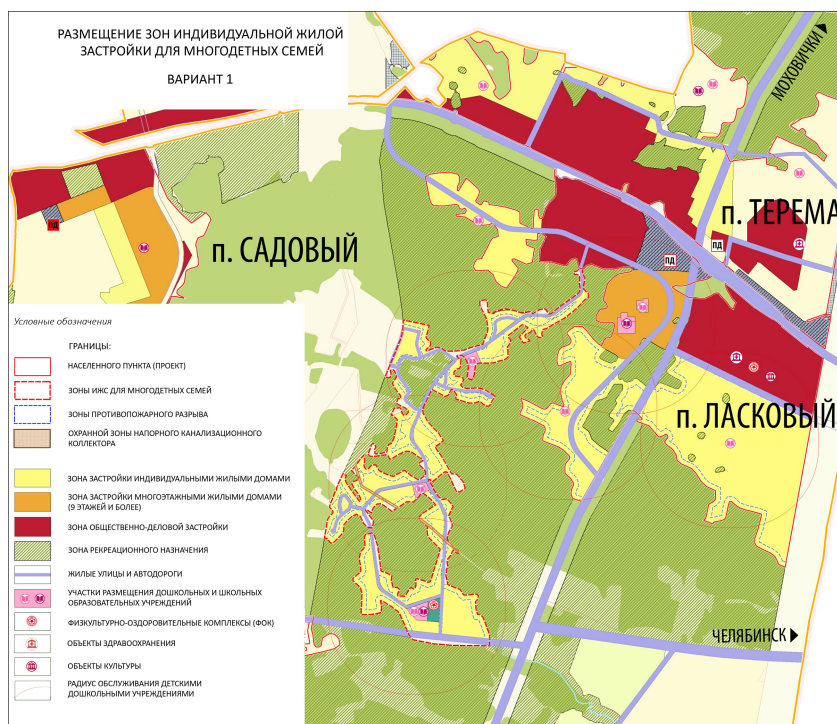 РАЗМЕЩЕНИЕ ЗОН ИНДИВИДУАЛЬНОЙ ЖИЛОЙ
ЗАСТРОЙКИ ДЛЯ МНОГОДЕТНЫХ СЕМЕЙ
ВАРИАНТ 1
МОХОВИЧКИ
п. ТЕРЕМА
п. САДОВЫЙ
ПД
ПД
ПД
п. ЛАСКОВЫЙ
ЧЕЛЯБИНСК
Условные обозначения
ГРАНИЦЫ:
НАСЕЛЕННОГО ПУНКТА (ПРОЕКТ)
ЗОНЫ ИЖС ДЛЯ МНОГОДЕТНЫХ СЕМЕЙ
ЗОНЫ ПРОТИВОПОЖАРНОГО РАЗРЫВА
ОХРАННОЙ ЗОНЫ НАПОРНОГО КАНАЛИЗАЦИОННОГО
КОЛЛЕКТОРА
ЗОНА ЗАСТРОЙКИ ИНДИВИДУАЛЬНЫМИ ЖИЛЫМИ ДОМАМИ
ЗОНА ЗАСТРОЙКИ МНОГОЭТАЖНЫМИ ЖИЛЫМИ ДОМАМИ
(9 ЭТАЖЕЙ И БОЛЕЕ)
ЗОНА ОБЩЕСТВЕННО-ДЕЛОВОЙ ЗАСТРОЙКИ
ЗОНА РЕКРЕАЦИОННОГО НАЗНАЧЕНИЯ
ЖИЛЫЕ УЛИЦЫ И АВТОДОРОГИ
УЧАСТКИ РАЗМЕЩЕНИЯ ДОШКОЛЬНЫХ И ШКОЛЬНЫХ
ОБРАЗОВАТЕЛЬНЫХ УЧРЕЖДЕНИЙ
ФИЗКУЛЬТУРНО-ОЗДОРОВИТЕЛЬНЫЕ КОМПЛЕКСЫ (ФОК)
ОБЪЕКТЫ ЗДРАВООХРАНЕНИЯ
ОБЪЕКТЫ КУЛЬТУРЫ
РАДИУС ОБСЛУЖИВАНИЯ ДЕТСКИМИ
ДОШКОЛЬНЫМИ УЧРЕЖДЕНИЯМИ